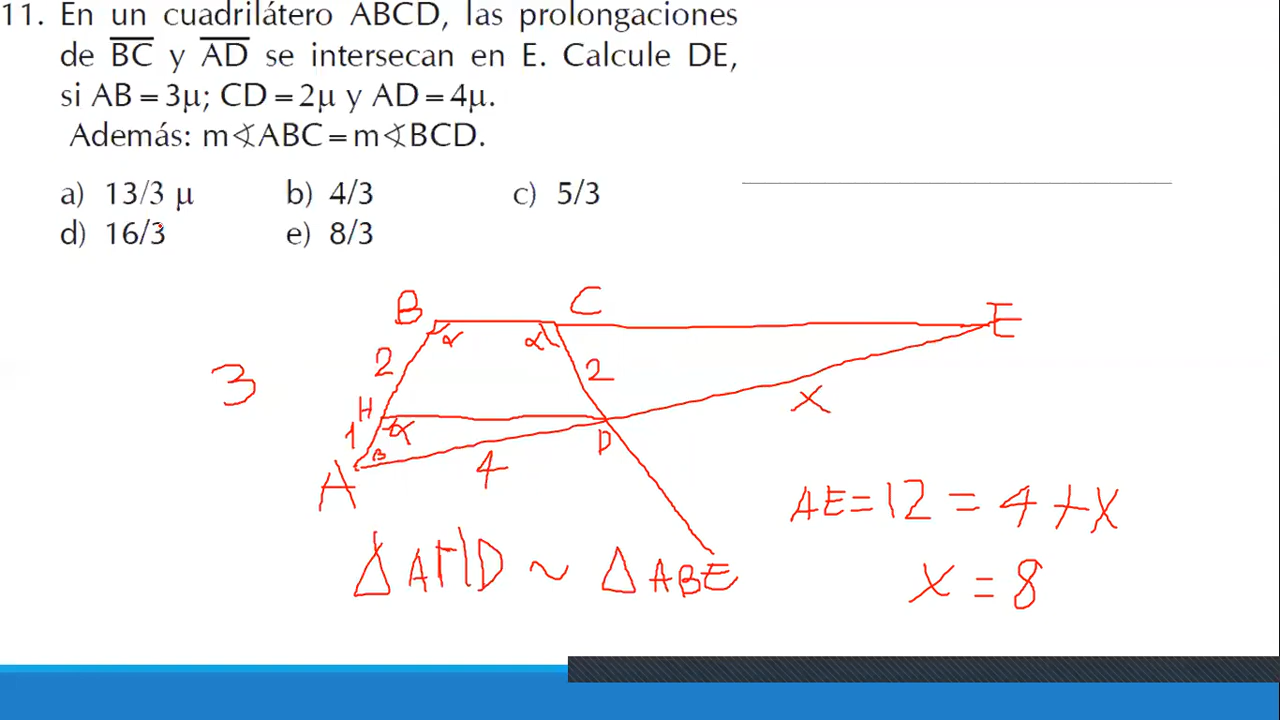 11. En un cuadrilátero ABCD, las prolongaciones
de BC y AD se intersecan en E. Calcule DE,
si AB = 3μ; CD = 2μ y AD = 4μ.
Además: m∢ABC = m∢BCD.
a) 13/3 μ b) 4/3 c) 5/3
d) 16/3 e) 8/3
B C E
α α
2 2
3
H α x
1 B D
A 4
AE = 12 = 4 + x
△AHD ~ △ABE
x = 8